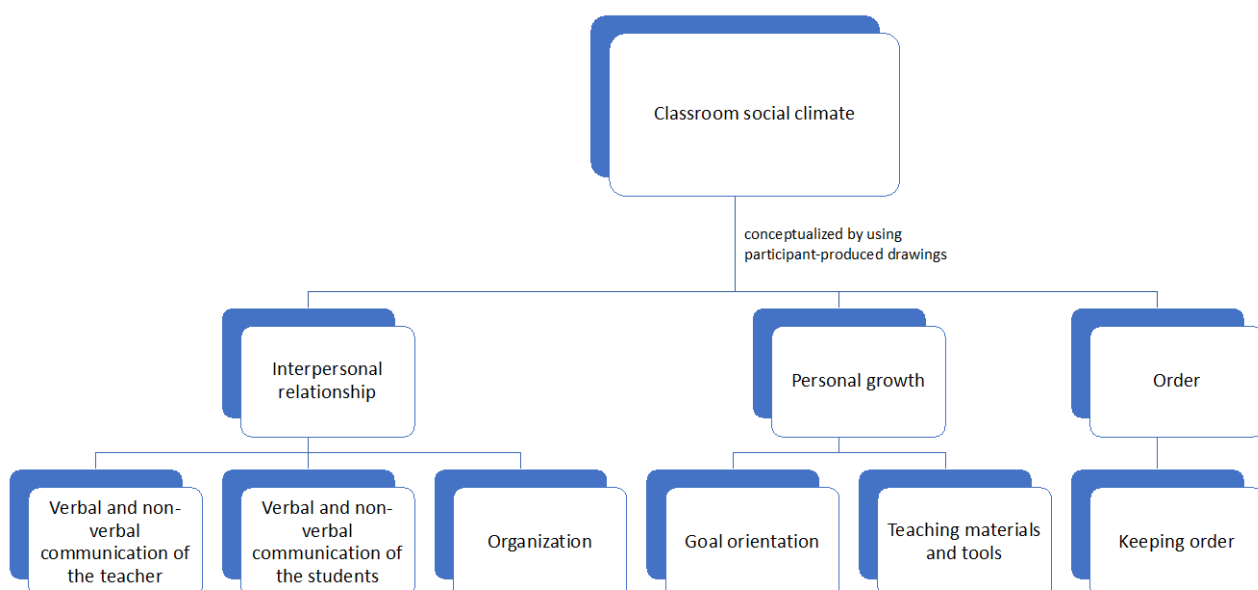 Classroom social climate
conceptualized by using
participant-produced drawings
Interpersonal
relationship
Personal growth
Order
Verbal and non-
verbal
communication of
the teacher
Verbal and non-
verbal
communication of
the students
Organization
Goal orientation
Teaching materials
and tools
Keeping order